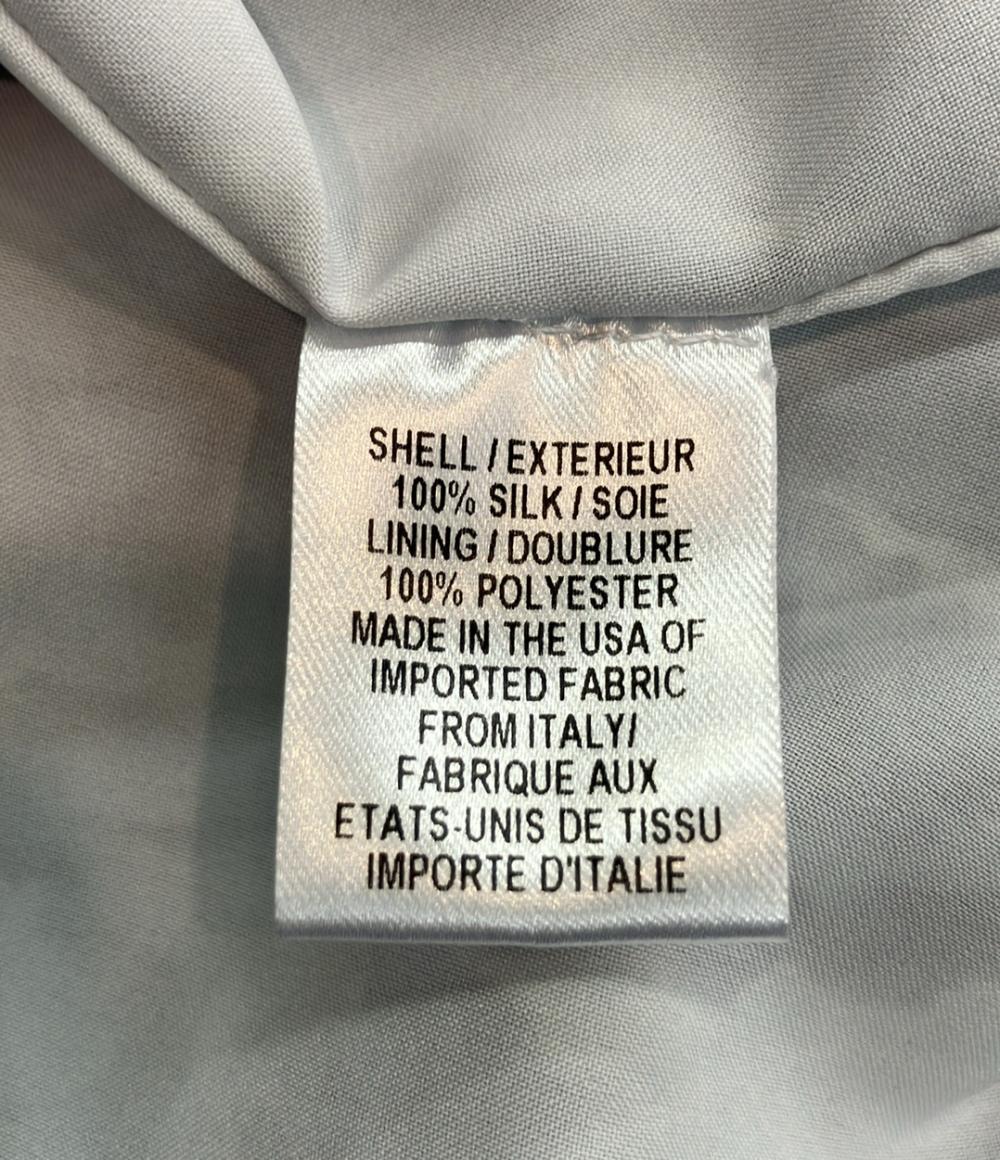 SHELL / EXTERIEUR
100% SILK / SOIE
LINING / DOUBLURE
100% POLYESTER
MADE IN THE USA OF
IMPORTED FABRIC
FROM ITALY/
FABRIQUE AUX
ETATS-UNIS DE TISSU
IMPORTE D'ITALIE